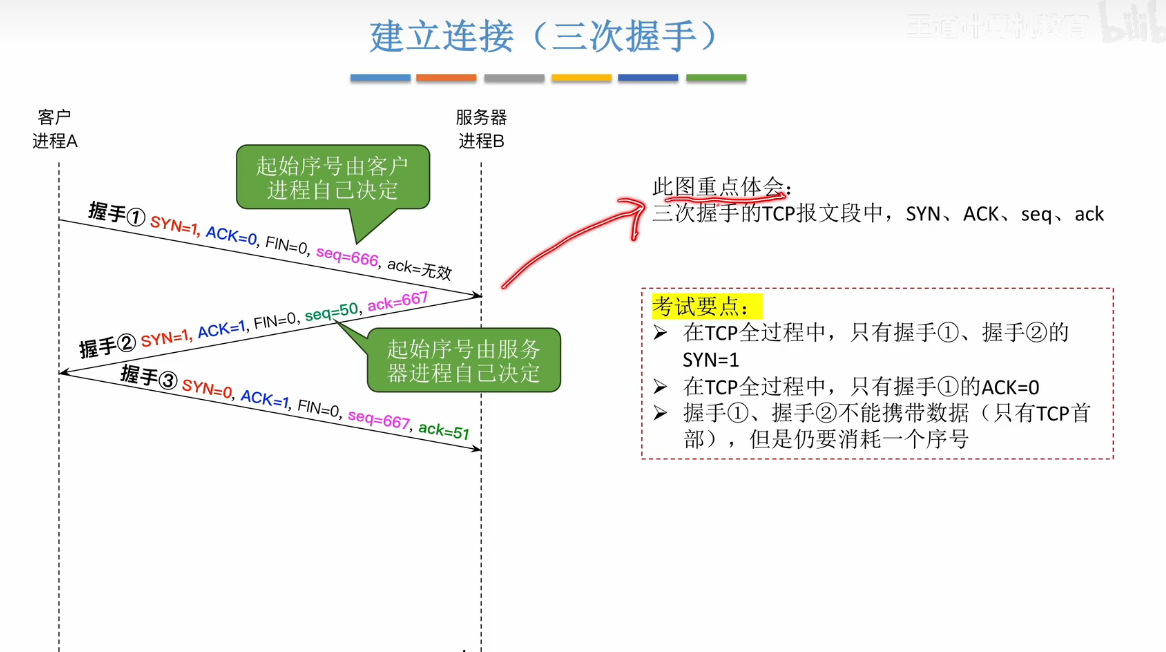 建立连接（三次握手）
王道计算机教育 bilib
客户
进程A
服务器
进程B
起始序号由客户
进程自己决定
握手① SYN=1, ACK=0, FIN=0, seq=666, ack=无效
握手② SYN=1, ACK=1, FIN=0, seq=50, ack=667
起始序号由服务
器进程自己决定
握手③ SYN=0, ACK=1, FIN=0, seq=667, ack=51
此图重点体会：
三次握手的TCP报文段中，SYN、ACK、seq、ack
考试要点：
➢ 在TCP全过程中，只有握手①、握手②的
SYN=1
➢ 在TCP全过程中，只有握手①的ACK=0
➢ 握手①、握手②不能携带数据（只有TCP首
部），但是仍要消耗一个序号